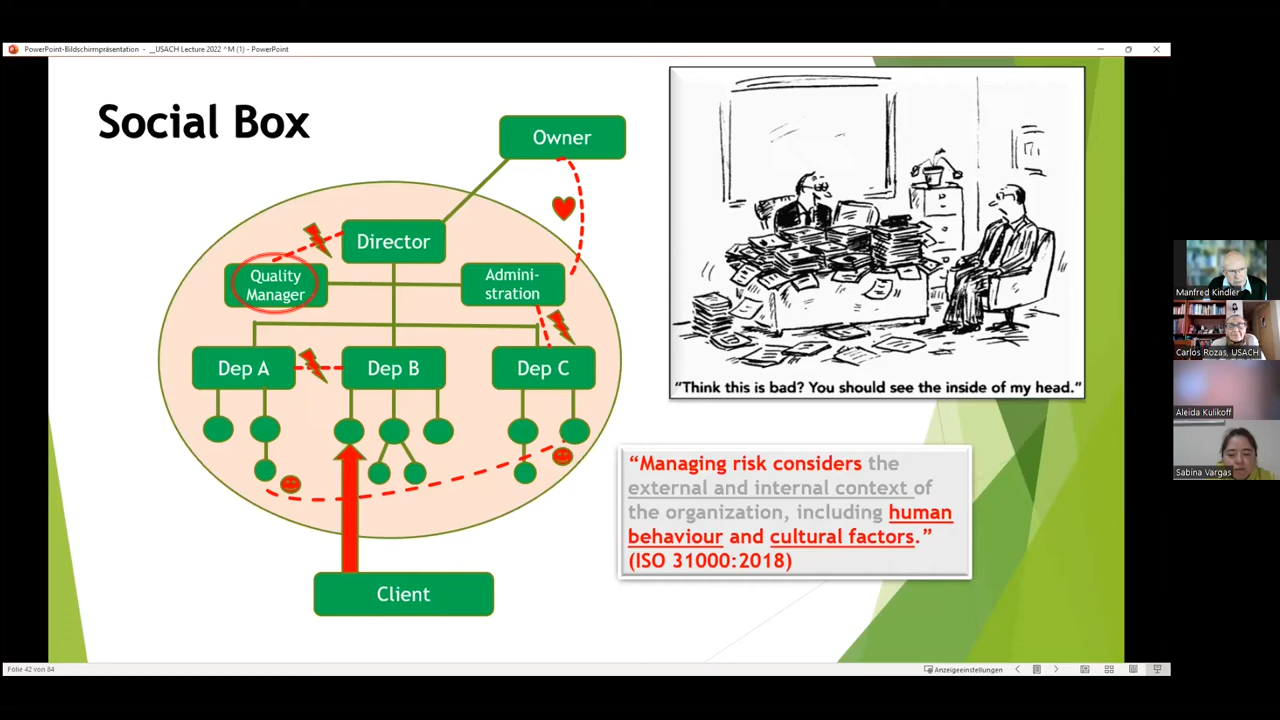 PowerPoint-Bildschirmpräsentation - __USACH Lecture 2022 ^M (1) - PowerPoint
Social Box
Owner
Director
Quality
Manager
Admini-
stration
Dep A
Dep B
Dep C
Client
“Think this is bad? You should see the inside of my head.”
“Managing risk considers the
external and internal context of
the organization, including human
behaviour and cultural factors.”
(ISO 31000:2018)
Manfred Kindler
Carlos Rozas, USACH
Aleida Kulikoff
Sabina Vargas
Folie 42 von 84
Anzeigeeinstellungen